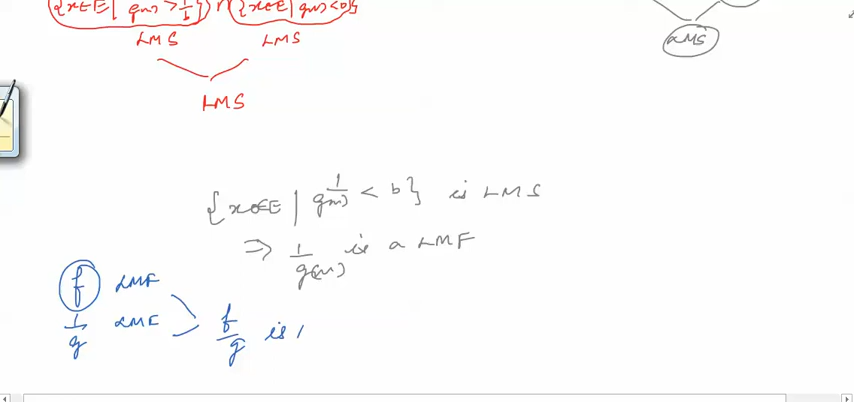 {x∈E | g(x) > 1/b} ∩ {x∈E | g(x) < 0}
LMS LMS
LMS
LMS
{x∈E | 1/g(x) < b} is LMS
⇒ 1/g(x) is a LMF
f LMF
1/g LMF f/g is